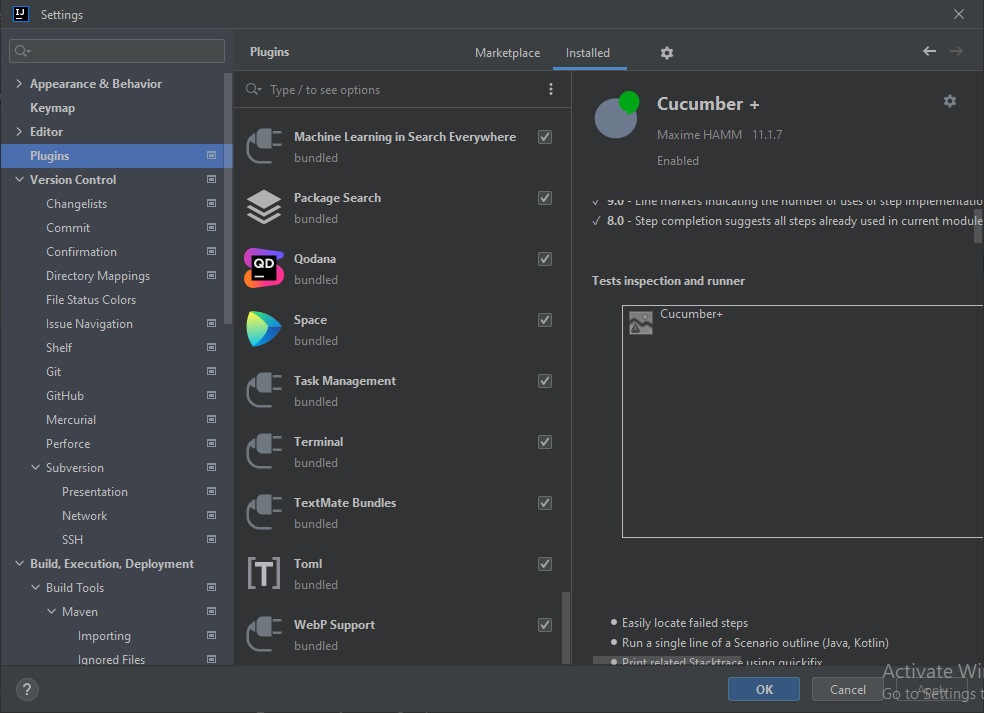 IJ
Settings
Plugins
Marketplace
Installed
Appearance & Behavior
Keymap
Editor
Plugins
Version Control
Changelists
Commit
Confirmation
Directory Mappings
File Status Colors
Issue Navigation
Shelf
Git
GitHub
Mercurial
Perforce
Subversion
Presentation
Network
SSH
Build, Execution, Deployment
Build Tools
Maven
Importing
Ignored Files
Type / to see options
Machine Learning in Search Everywhere
bundled
Package Search
bundled
QD
Qodana
bundled
Space
bundled
Task Management
bundled
Terminal
bundled
TextMate Bundles
bundled
[T]
Toml
bundled
WebP Support
bundled
Cucumber +
Maxime HAMM 11.1.7
Enabled
✓ 9.0 - Line markers indicating the number of uses of step implementatio
✓ 8.0 - Step completion suggests all steps already used in current module
Tests inspection and runner
Cucumber+
• Easily locate failed steps
• Run a single line of a Scenario outline (Java, Kotlin)
• Print related Stacktrace using quickfix
?
OK
Cancel
Apply
Activate Wi
Go to Settings t